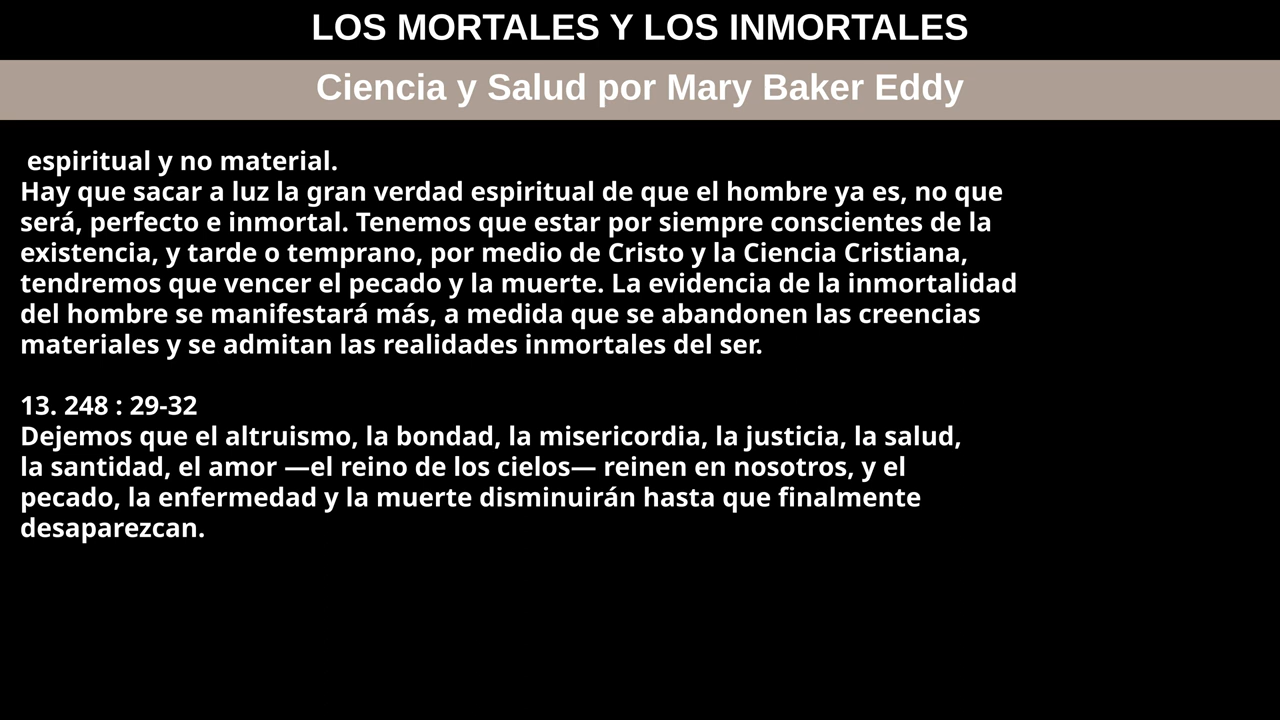 LOS MORTALES Y LOS INMORTALES
Ciencia y Salud por Mary Baker Eddy
espiritual y no material.
Hay que sacar a luz la gran verdad espiritual de que el hombre ya es, no que
será, perfecto e inmortal. Tenemos que estar por siempre conscientes de la
existencia, y tarde o temprano, por medio de Cristo y la Ciencia Cristiana,
tendremos que vencer el pecado y la muerte. La evidencia de la inmortalidad
del hombre se manifestará más, a medida que se abandonen las creencias
materiales y se admitan las realidades inmortales del ser.
13. 248 : 29-32
Dejemos que el altruismo, la bondad, la misericordia, la justicia, la salud,
la santidad, el amor —el reino de los cielos— reinen en nosotros, y el
pecado, la enfermedad y la muerte disminuirán hasta que finalmente
desaparezcan.